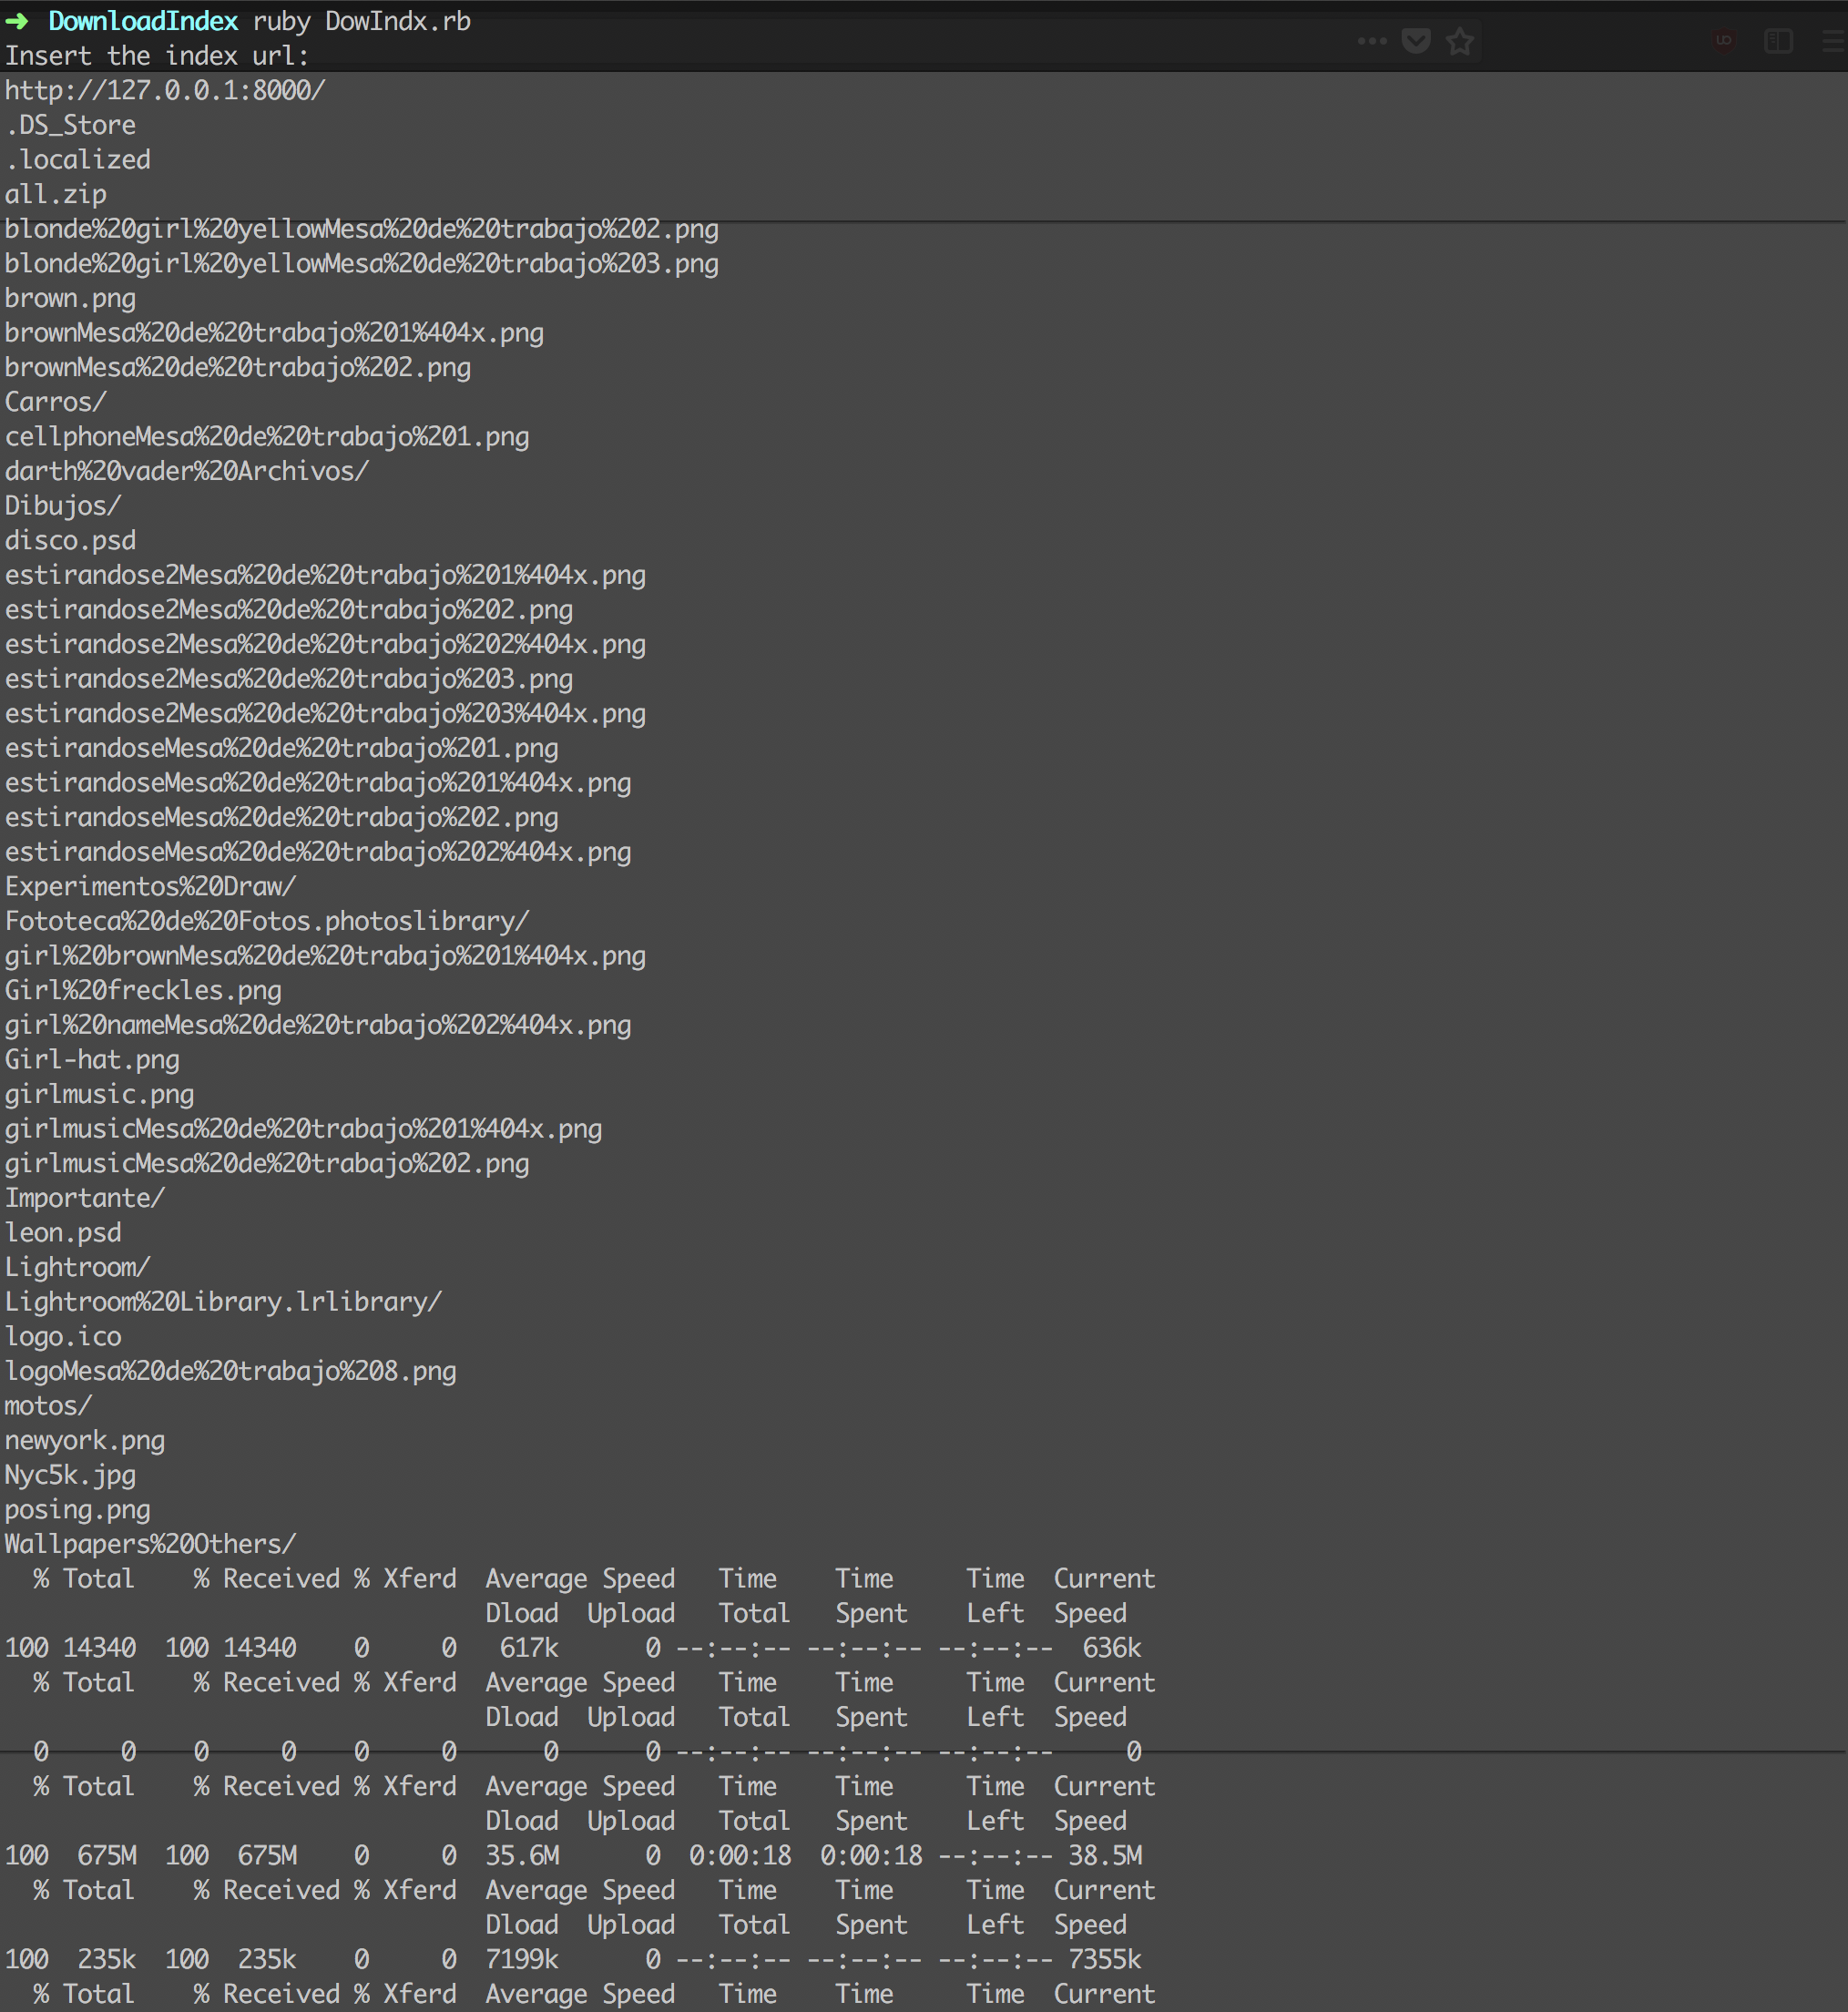 ➜ DownloadIndex ruby DowIndx.rb
Insert the index url:
http://127.0.0.1:8000/
.DS_Store
.localized
all.zip
blonde%20girl%20yellowMesa%20de%20trabajo%202.png
blonde%20girl%20yellowMesa%20de%20trabajo%203.png
brown.png
brownMesa%20de%20trabajo%201%404x.png
brownMesa%20de%20trabajo%202.png
Carros/
cellphoneMesa%20de%20trabajo%201.png
darth%20vader%20Archivos/
Dibujos/
disco.psd
estirandose2Mesa%20de%20trabajo%201%404x.png
estirandose2Mesa%20de%20trabajo%202.png
estirandose2Mesa%20de%20trabajo%202%404x.png
estirandose2Mesa%20de%20trabajo%203.png
estirandose2Mesa%20de%20trabajo%203%404x.png
estirandoseMesa%20de%20trabajo%201.png
estirandoseMesa%20de%20trabajo%201%404x.png
estirandoseMesa%20de%20trabajo%202.png
estirandoseMesa%20de%20trabajo%202%404x.png
Experimentos%20Draw/
Fototeca%20de%20Fotos.photoslibrary/
girl%20brownMesa%20de%20trabajo%201%404x.png
Girl%20freckles.png
girl%20nameMesa%20de%20trabajo%202%404x.png
Girl-hat.png
girlmusic.png
girlmusicMesa%20de%20trabajo%201%404x.png
girlmusicMesa%20de%20trabajo%202.png
Importante/
leon.psd
Lightroom/
Lightroom%20Library.lrlibrary/
logo.ico
logoMesa%20de%20trabajo%208.png
motos/
newyork.png
Nyc5k.jpg
posing.png
Wallpapers%20Others/
% Total % Received % Xferd Average Speed Time Time Time Current
Dload Upload Total Spent Left Speed
100 14340 100 14340 0 0 617k 0 --:--:-- --:--:-- --:--:-- 636k
% Total % Received % Xferd Average Speed Time Time Time Current
Dload Upload Total Spent Left Speed
0 0 0 0 0 0 0 0 --:--:-- --:--:-- --:--:-- 0
% Total % Received % Xferd Average Speed Time Time Time Current
Dload Upload Total Spent Left Speed
100 675M 100 675M 0 0 35.6M 0 0:00:18 0:00:18 --:--:-- 38.5M
% Total % Received % Xferd Average Speed Time Time Time Current
Dload Upload Total Spent Left Speed
100 235k 100 235k 0 0 7199k 0 --:--:-- --:--:-- --:--:-- 7355k
% Total % Received % Xferd Average Speed Time Time Time Current